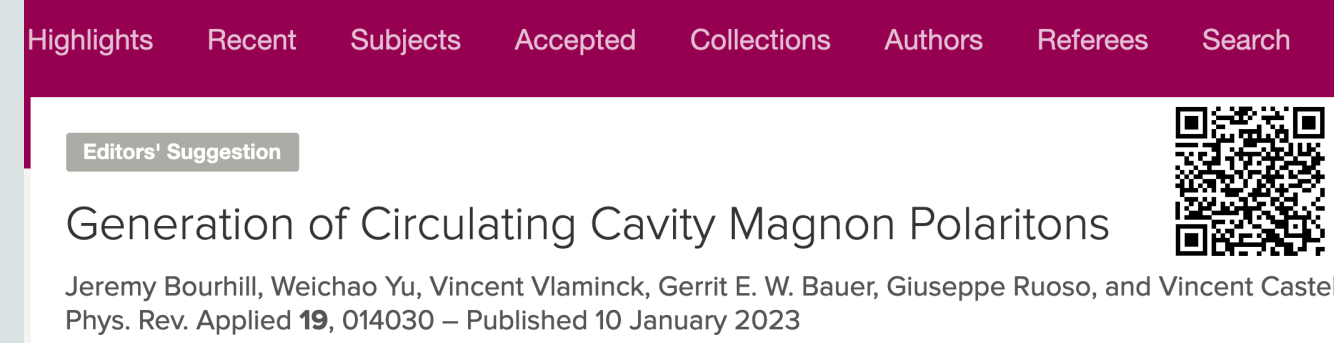 Highlights Recent Subjects Accepted Collections Authors Referees Search
Editors' Suggestion
Generation of Circulating Cavity Magnon Polaritons
Jeremy Bourhill, Weichao Yu, Vincent Vlaminck, Gerrit E. W. Bauer, Giuseppe Ruoso, and Vincent
Phys. Rev. Applied 19, 014030 – Published 10 January 2023